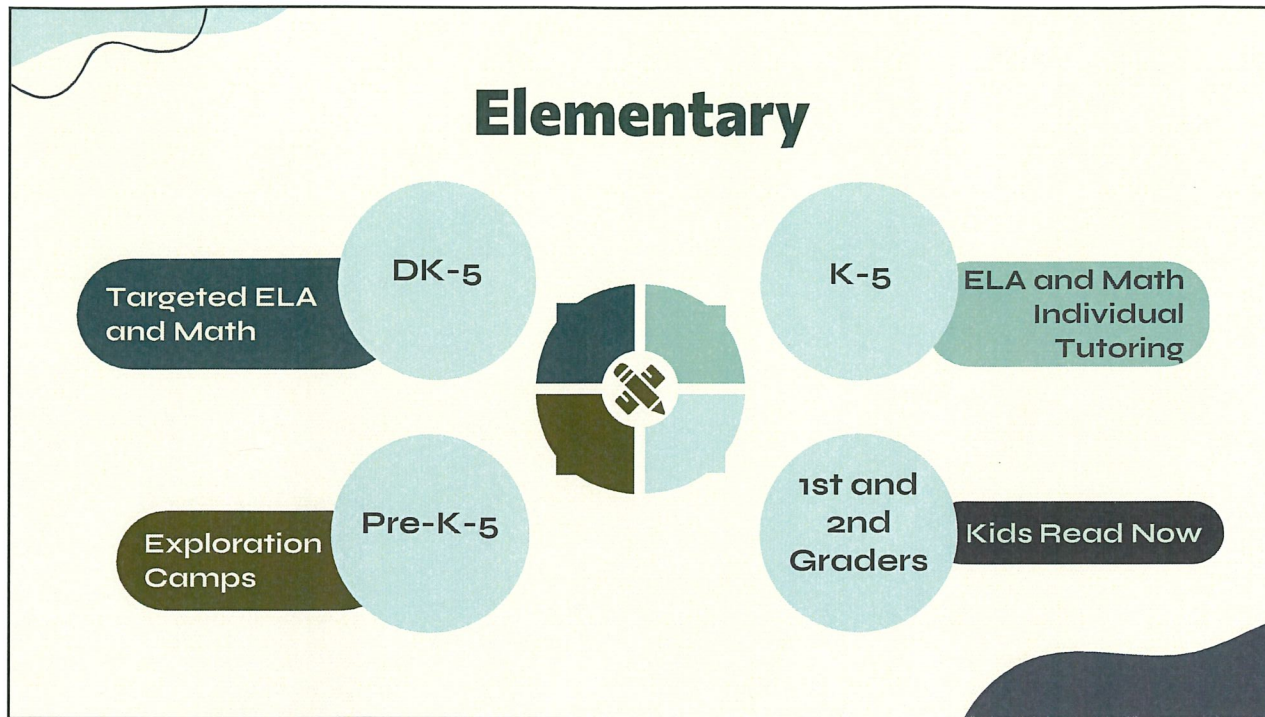 Elementary
DK-5
Targeted ELA
and Math
K-5
ELA and Math
Individual
Tutoring
Pre-K-5
Exploration
Camps
1st and
2nd
Graders
Kids Read Now